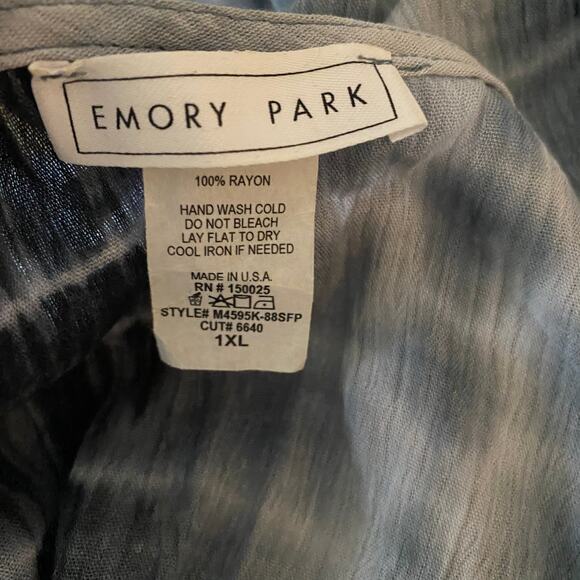 EMORY PARK
100% RAYON
HAND WASH COLD
DO NOT BLEACH
LAY FLAT TO DRY
COOL IRON IF NEEDED
MADE IN U.S.A.
RN # 150025
STYLE# M4595K-88SFP
CUT# 6640
1XL